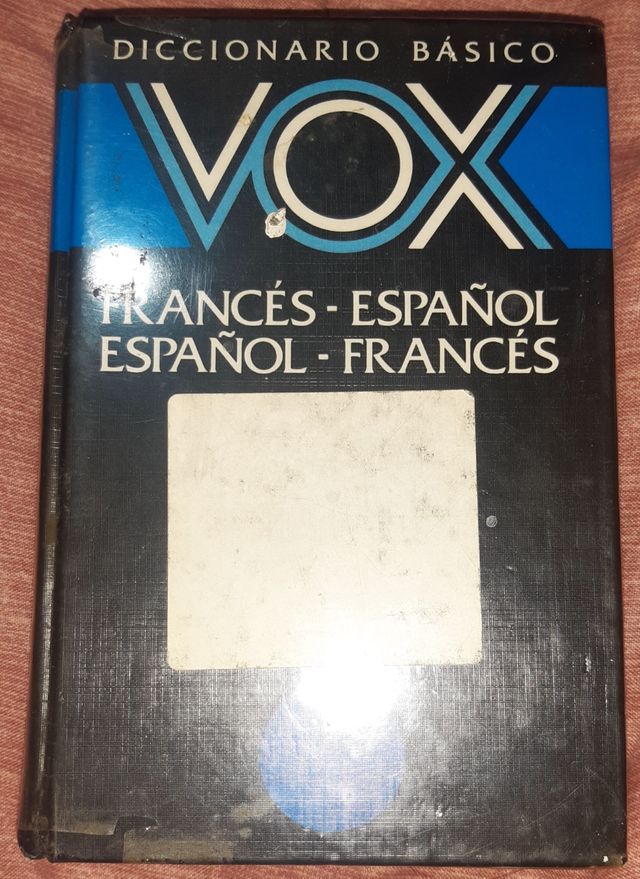 DICCIONARIO BÁSICO
VOX
FRANCÉS - ESPAÑOL
ESPAÑOL - FRANCÉS